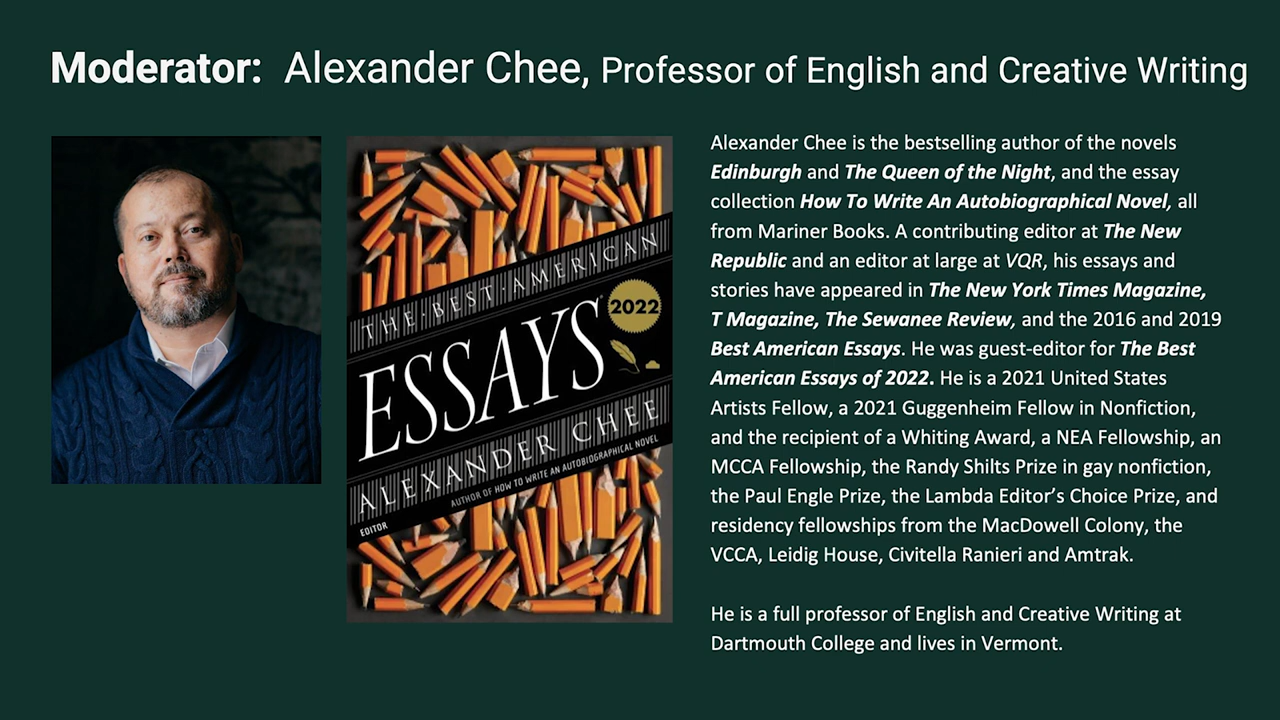 Moderator: Alexander Chee, Professor of English and Creative Writing
THE·BEST·AMERICAN
2022
ESSAYS
ALEXANDER CHEE
AUTHOR OF HOW TO WRITE AN AUTOBIOGRAPHICAL NOVEL
EDITOR
Alexander Chee is the bestselling author of the novels
Edinburgh and The Queen of the Night, and the essay
collection How To Write An Autobiographical Novel, all
from Mariner Books. A contributing editor at The New
Republic and an editor at large at VQR, his essays and
stories have appeared in The New York Times Magazine,
T Magazine, The Sewanee Review, and the 2016 and 2019
Best American Essays. He was guest-editor for The Best
American Essays of 2022. He is a 2021 United States
Artists Fellow, a 2021 Guggenheim Fellow in Nonfiction,
and the recipient of a Whiting Award, a NEA Fellowship, an
MCCA Fellowship, the Randy Shilts Prize in gay nonfiction,
the Paul Engle Prize, the Lambda Editor’s Choice Prize, and
residency fellowships from the MacDowell Colony, the
VCCA, Leidig House, Civitella Ranieri and Amtrak.
He is a full professor of English and Creative Writing at
Dartmouth College and lives in Vermont.